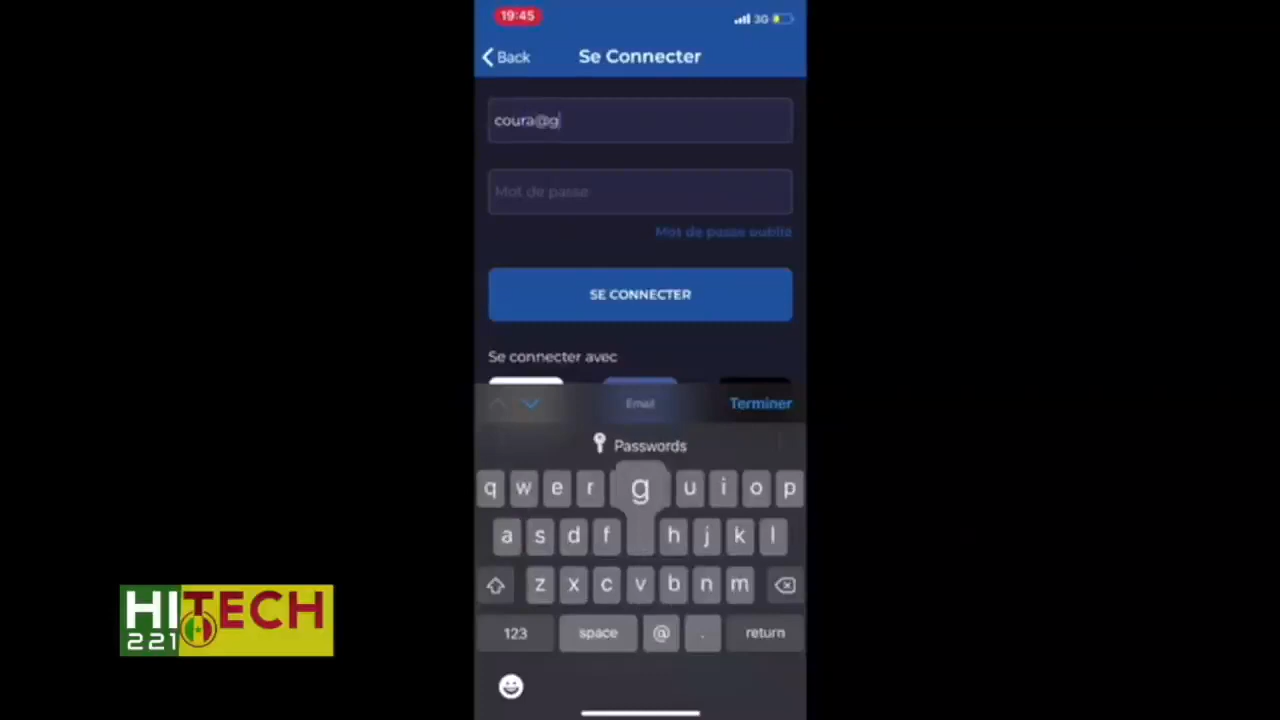 19:45
3G
Back
Se Connecter
coura@g
Mot de passe
Mot de passe oublié
SE CONNECTER
Se connecter avec
Email
Terminer
Passwords
q w e r g u i o p
a s d f h j k l
z x c v b n m
123 space @ . return
HITECH
221